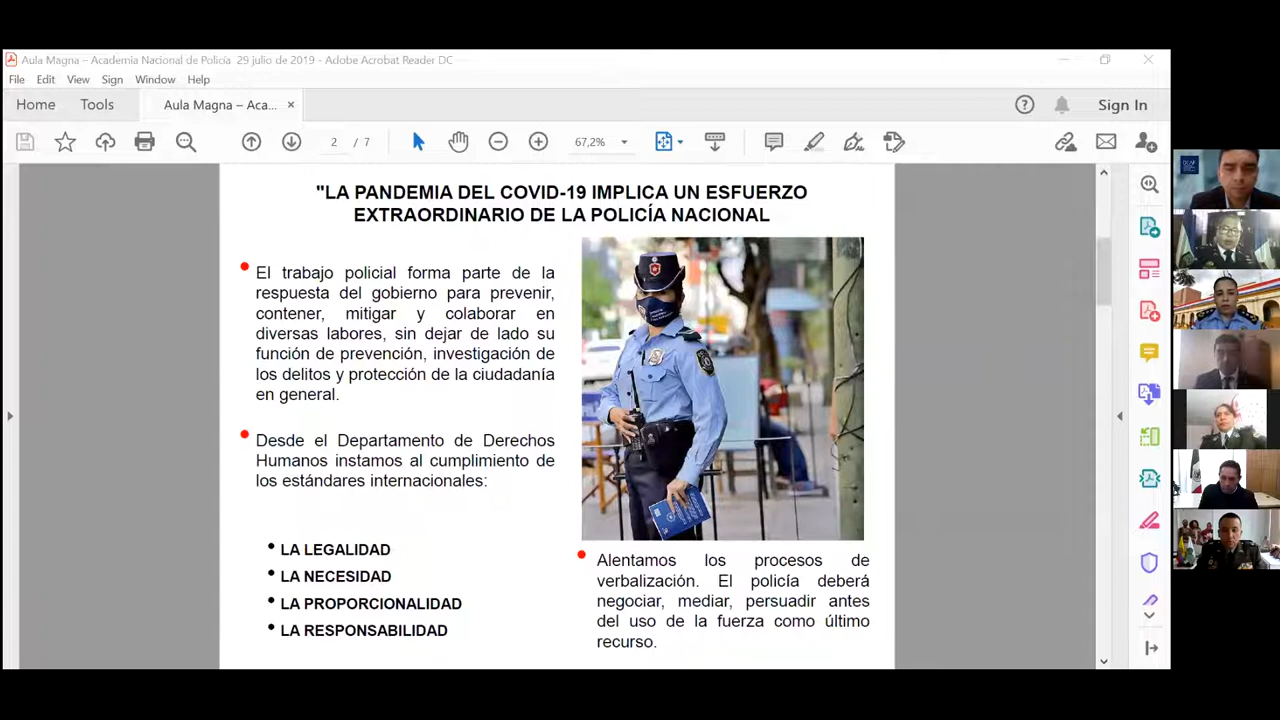 Aula Magna – Academia Nacional de Policía 29 julio de 2019 - Adobe Acrobat Reader DC
File Edit View Sign Window Help
Home Tools Aula Magna – Aca... × Sign In
2 / 7 67,2%
"LA PANDEMIA DEL COVID-19 IMPLICA UN ESFUERZO
EXTRAORDINARIO DE LA POLICÍA NACIONAL
El trabajo policial forma parte de la
respuesta del gobierno para prevenir,
contener, mitigar y colaborar en
diversas labores, sin dejar de lado su
función de prevención, investigación de
los delitos y protección de la ciudadanía
en general.
Desde el Departamento de Derechos
Humanos instamos al cumplimiento de
los estándares internacionales:
• LA LEGALIDAD
• LA NECESIDAD
• LA PROPORCIONALIDAD
• LA RESPONSABILIDAD
Alentamos los procesos de
verbalización. El policía deberá
negociar, mediar, persuadir antes
del uso de la fuerza como último
recurso.
DCAF